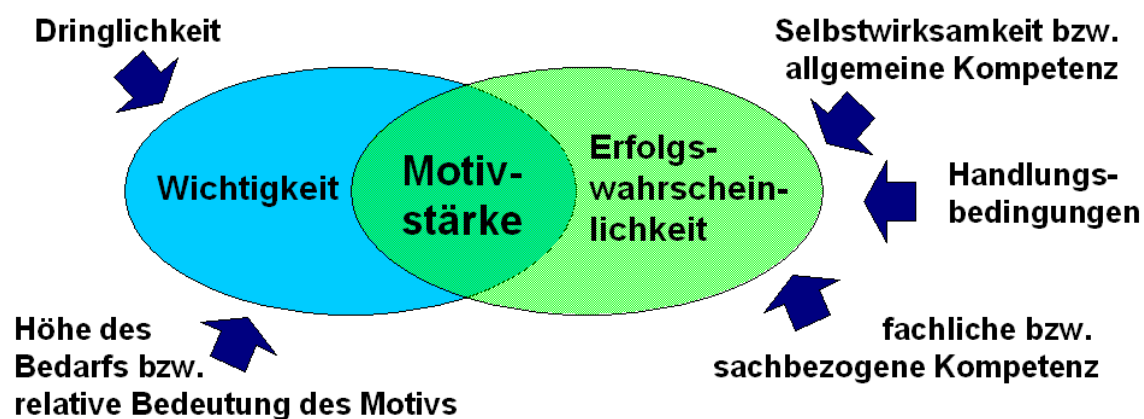 Dringlichkeit
Selbstwirksamkeit bzw.
allgemeine Kompetenz
Wichtigkeit
Motiv-
stärke
Erfolgs-
wahrschein-
lichkeit
Handlungs-
bedingungen
Höhe des
Bedarfs bzw.
relative Bedeutung des Motivs
fachliche bzw.
sachbezogene Kompetenz